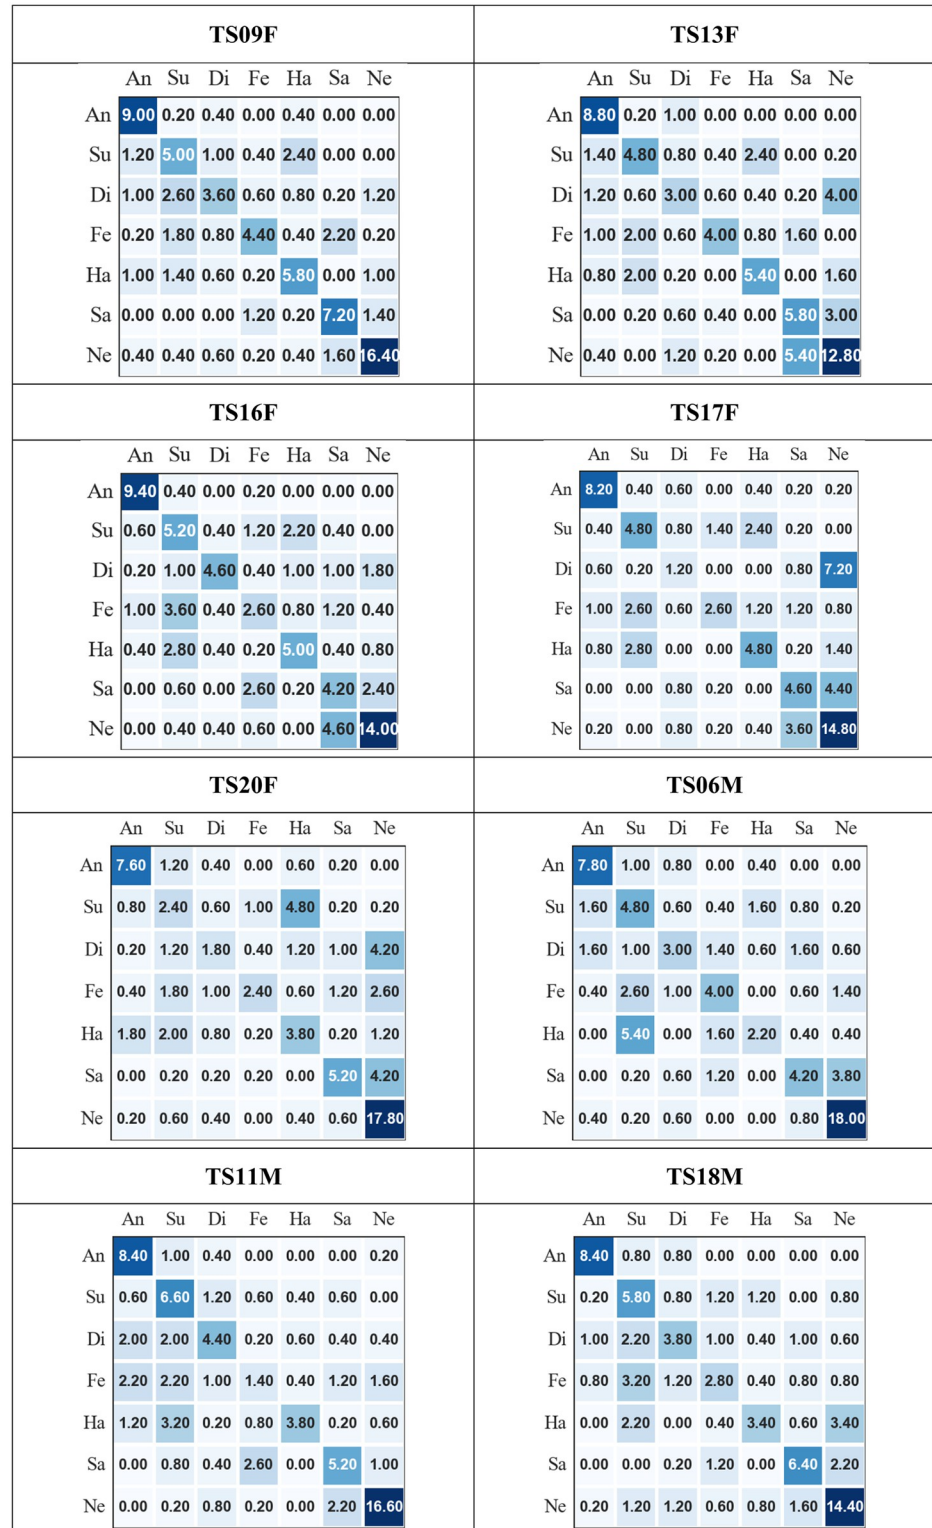 TS09F TS13F
An Su Di Fe Ha Sa Ne An Su Di Fe Ha Sa Ne
An 9.00 0.20 0.40 0.00 0.40 0.00 0.00 An 8.80 0.20 1.00 0.00 0.00 0.00 0.00
Su 1.20 5.00 1.00 0.40 2.40 0.00 0.00 Su 1.40 4.80 0.80 0.40 2.40 0.00 0.20
Di 1.00 2.60 3.60 0.60 0.80 0.20 1.20 Di 1.20 0.60 3.00 0.60 0.40 0.20 4.00
Fe 0.20 1.80 0.80 4.40 0.40 2.20 0.20 Fe 1.00 2.00 0.60 4.00 0.80 1.60 0.00
Ha 1.00 1.40 0.60 0.20 5.80 0.00 1.00 Ha 0.80 2.00 0.20 0.00 5.40 0.00 1.60
Sa 0.00 0.00 0.00 1.20 0.20 7.20 1.40 Sa 0.00 0.20 0.60 0.40 0.00 5.80 3.00
Ne 0.40 0.40 0.60 0.20 0.40 1.60 16.40 Ne 0.40 0.00 1.20 0.20 0.00 5.40 12.80
TS16F TS17F
An Su Di Fe Ha Sa Ne An Su Di Fe Ha Sa Ne
An 9.40 0.40 0.00 0.20 0.00 0.00 0.00 An 8.20 0.40 0.60 0.00 0.40 0.20 0.20
Su 0.60 5.20 0.40 1.20 2.20 0.40 0.00 Su 0.40 4.80 0.80 1.40 2.40 0.20 0.00
Di 0.20 1.00 4.60 0.40 1.00 1.00 1.80 Di 0.60 0.20 1.20 0.00 0.00 0.80 7.20
Fe 1.00 3.60 0.40 2.60 0.80 1.20 0.40 Fe 1.00 2.60 0.60 2.60 1.20 1.20 0.80
Ha 0.40 2.80 0.40 0.20 5.00 0.40 0.80 Ha 0.80 2.80 0.00 0.00 4.80 0.20 1.40
Sa 0.00 0.60 0.00 2.60 0.20 4.20 2.40 Sa 0.00 0.00 0.80 0.20 0.00 4.60 4.40
Ne 0.00 0.40 0.40 0.60 0.00 4.60 14.00 Ne 0.20 0.00 0.80 0.20 0.40 3.60 14.80
TS20F TS06M
An Su Di Fe Ha Sa Ne An Su Di Fe Ha Sa Ne
An 7.60 1.20 0.40 0.00 0.60 0.20 0.00 An 7.80 1.00 0.80 0.00 0.40 0.00 0.00
Su 0.80 2.40 0.60 1.00 4.80 0.20 0.20 Su 1.60 4.80 0.60 0.40 1.60 0.80 0.20
Di 0.20 1.20 1.80 0.40 1.20 1.00 4.20 Di 1.60 1.00 3.00 1.40 0.60 1.60 0.60
Fe 0.40 1.80 1.00 2.40 0.60 1.20 2.60 Fe 0.40 2.60 1.00 4.00 0.00 0.60 1.40
Ha 1.80 2.00 0.80 0.20 3.80 0.20 1.20 Ha 0.00 5.40 0.00 1.60 2.20 0.40 0.40
Sa 0.00 0.20 0.20 0.20 0.00 5.20 4.20 Sa 0.00 0.20 0.60 1.20 0.00 4.20 3.80
Ne 0.20 0.60 0.40 0.00 0.40 0.60 17.80 Ne 0.40 0.20 0.60 0.00 0.00 0.80 18.00
TS11M TS18M
An Su Di Fe Ha Sa Ne An Su Di Fe Ha Sa Ne
An 8.40 1.00 0.40 0.00 0.00 0.00 0.20 An 8.40 0.80 0.80 0.00 0.00 0.00 0.00
Su 0.60 6.60 1.20 0.60 0.40 0.60 0.00 Su 0.20 5.80 0.80 1.20 1.20 0.00 0.80
Di 2.00 2.00 4.40 0.20 0.60 0.40 0.40 Di 1.00 2.20 3.80 1.00 0.40 1.00 0.60
Fe 2.20 2.20 1.00 1.40 0.40 1.20 1.60 Fe 0.80 3.20 1.20 2.80 0.40 0.80 0.80
Ha 1.20 3.20 0.20 0.80 3.80 0.20 0.60 Ha 0.00 2.20 0.00 0.40 3.40 0.60 3.40
Sa 0.00 0.80 0.40 2.60 0.00 5.20 1.00 Sa 0.00 0.00 0.20 1.20 0.00 6.40 2.20
Ne 0.00 0.20 0.80 0.20 0.00 2.20 16.60 Ne 0.20 1.20 1.20 0.60 0.80 1.60 14.40